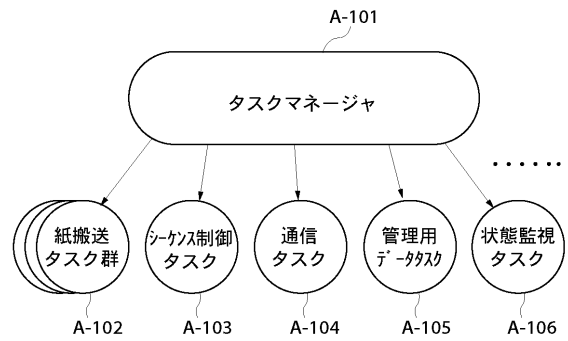 A-101
タスクマネージャ
・・・・・・
紙搬送
タスク群
ｼｰｹﾝｽ制御
タスク
通信
タスク
管理用
ﾃﾞｰﾀタスク
状態監視
タスク
A-102
A-103
A-104
A-105
A-106